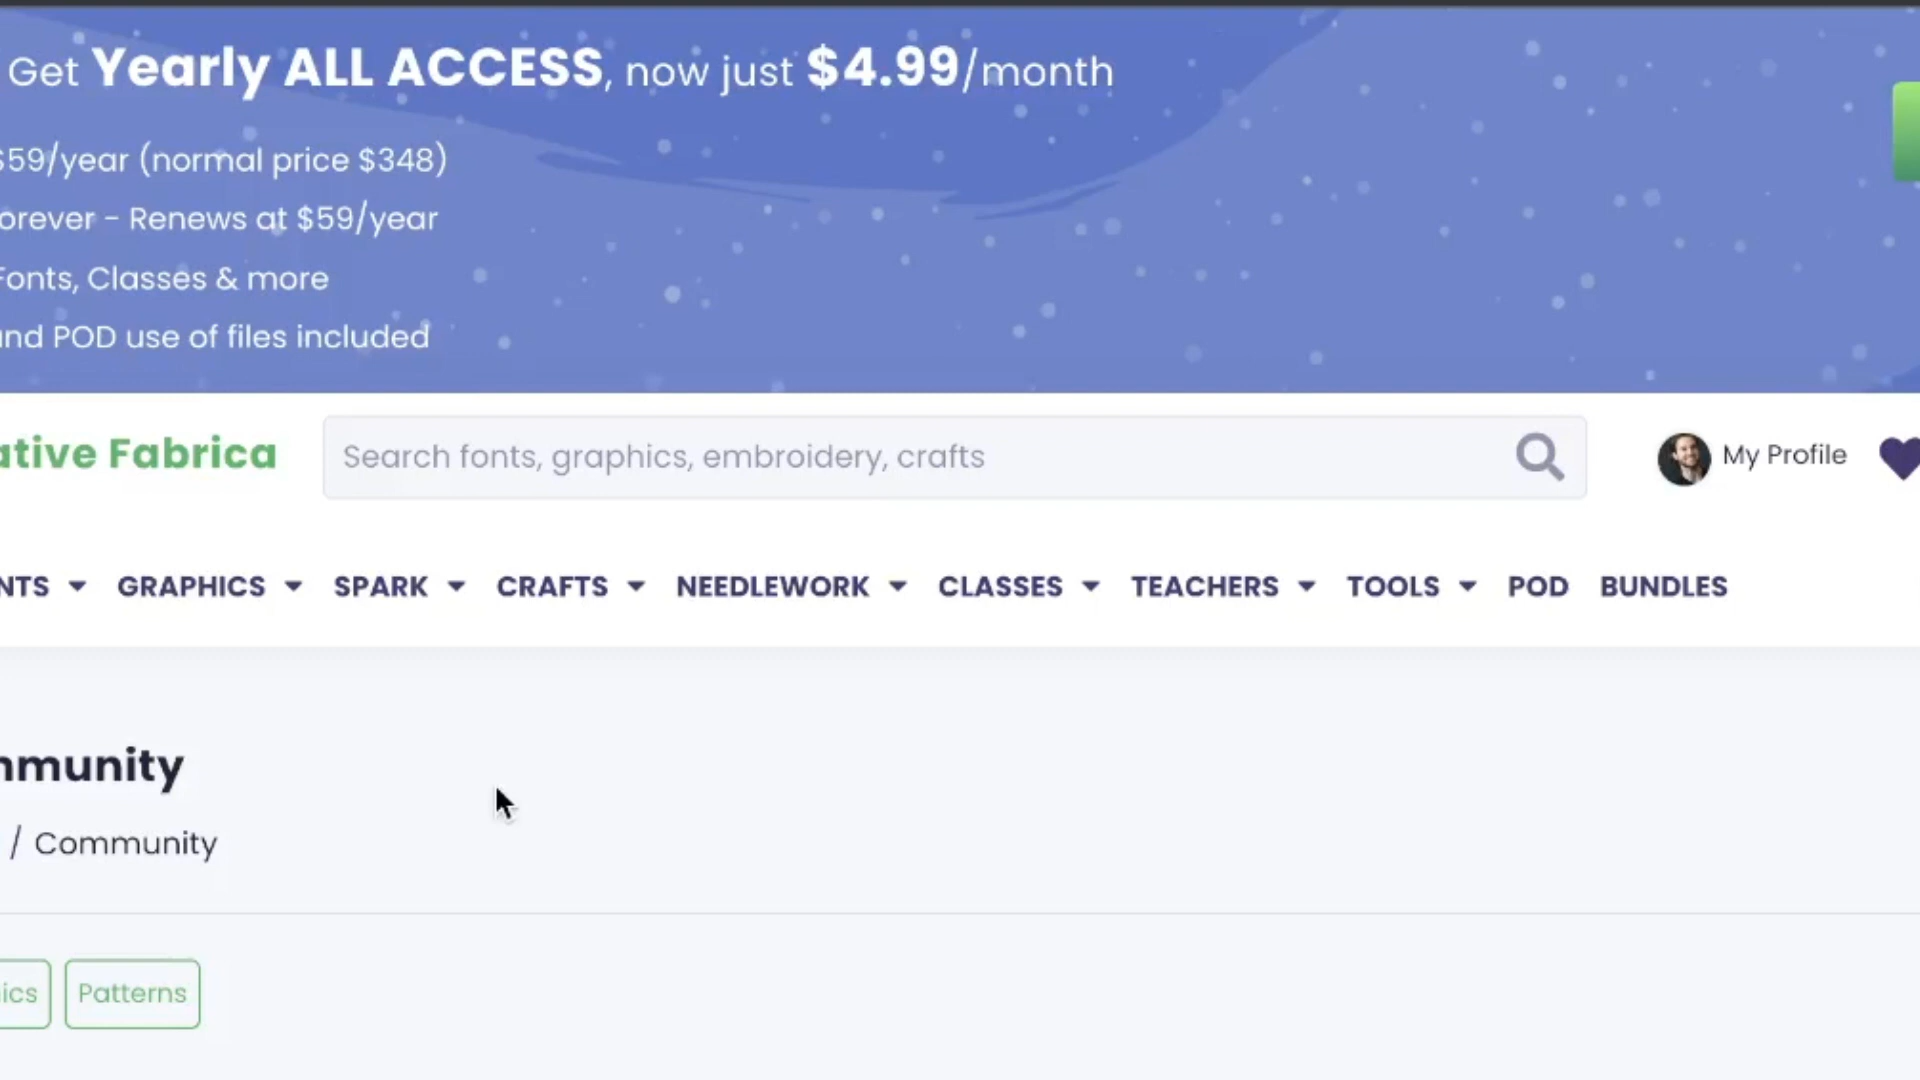 Get Yearly ALL ACCESS, now just $4.99/month
$59/year (normal price $348)
orever - Renews at $59/year
Fonts, Classes & more
and POD use of files included
ative Fabrica
Search fonts, graphics, embroidery, crafts
My Profile
NTS GRAPHICS SPARK CRAFTS NEEDLEWORK CLASSES TEACHERS TOOLS POD BUNDLES
mmunity
/ Community
ics Patterns